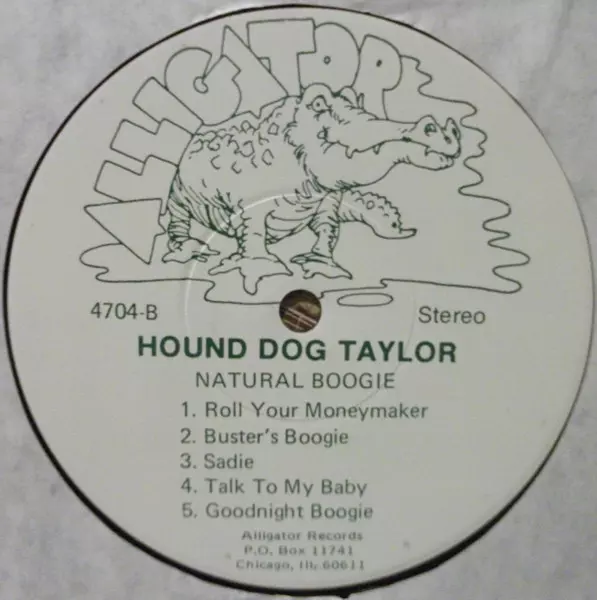 ALLIGATOR
4704-B
Stereo
HOUND DOG TAYLOR
NATURAL BOOGIE
1. Roll Your Moneymaker
2. Buster's Boogie
3. Sadie
4. Talk To My Baby
5. Goodnight Boogie
Alligator Records
P.O. Box 11741
Chicago, Ill. 60611